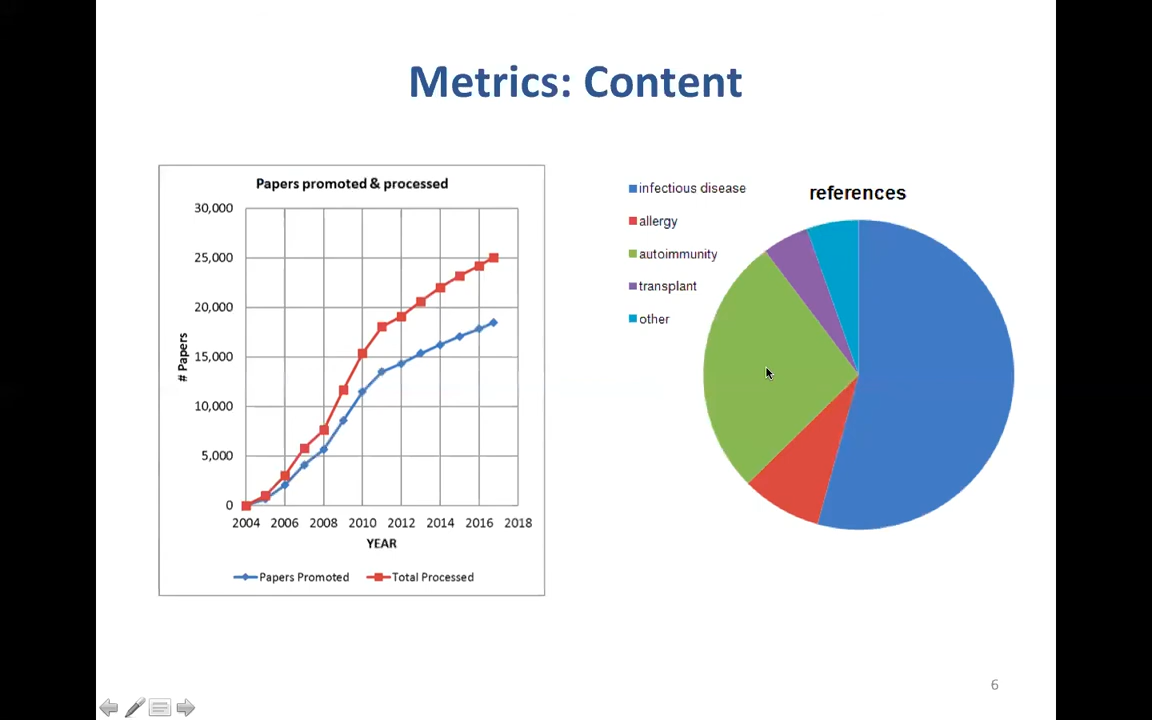 Metrics: Content
Papers promoted & processed
30,000
25,000
20,000
15,000
10,000
5,000
0
# Papers
2004 2006 2008 2010 2012 2014 2016 2018
YEAR
Papers Promoted Total Processed
references
infectious disease
allergy
autoimmunity
transplant
other
6